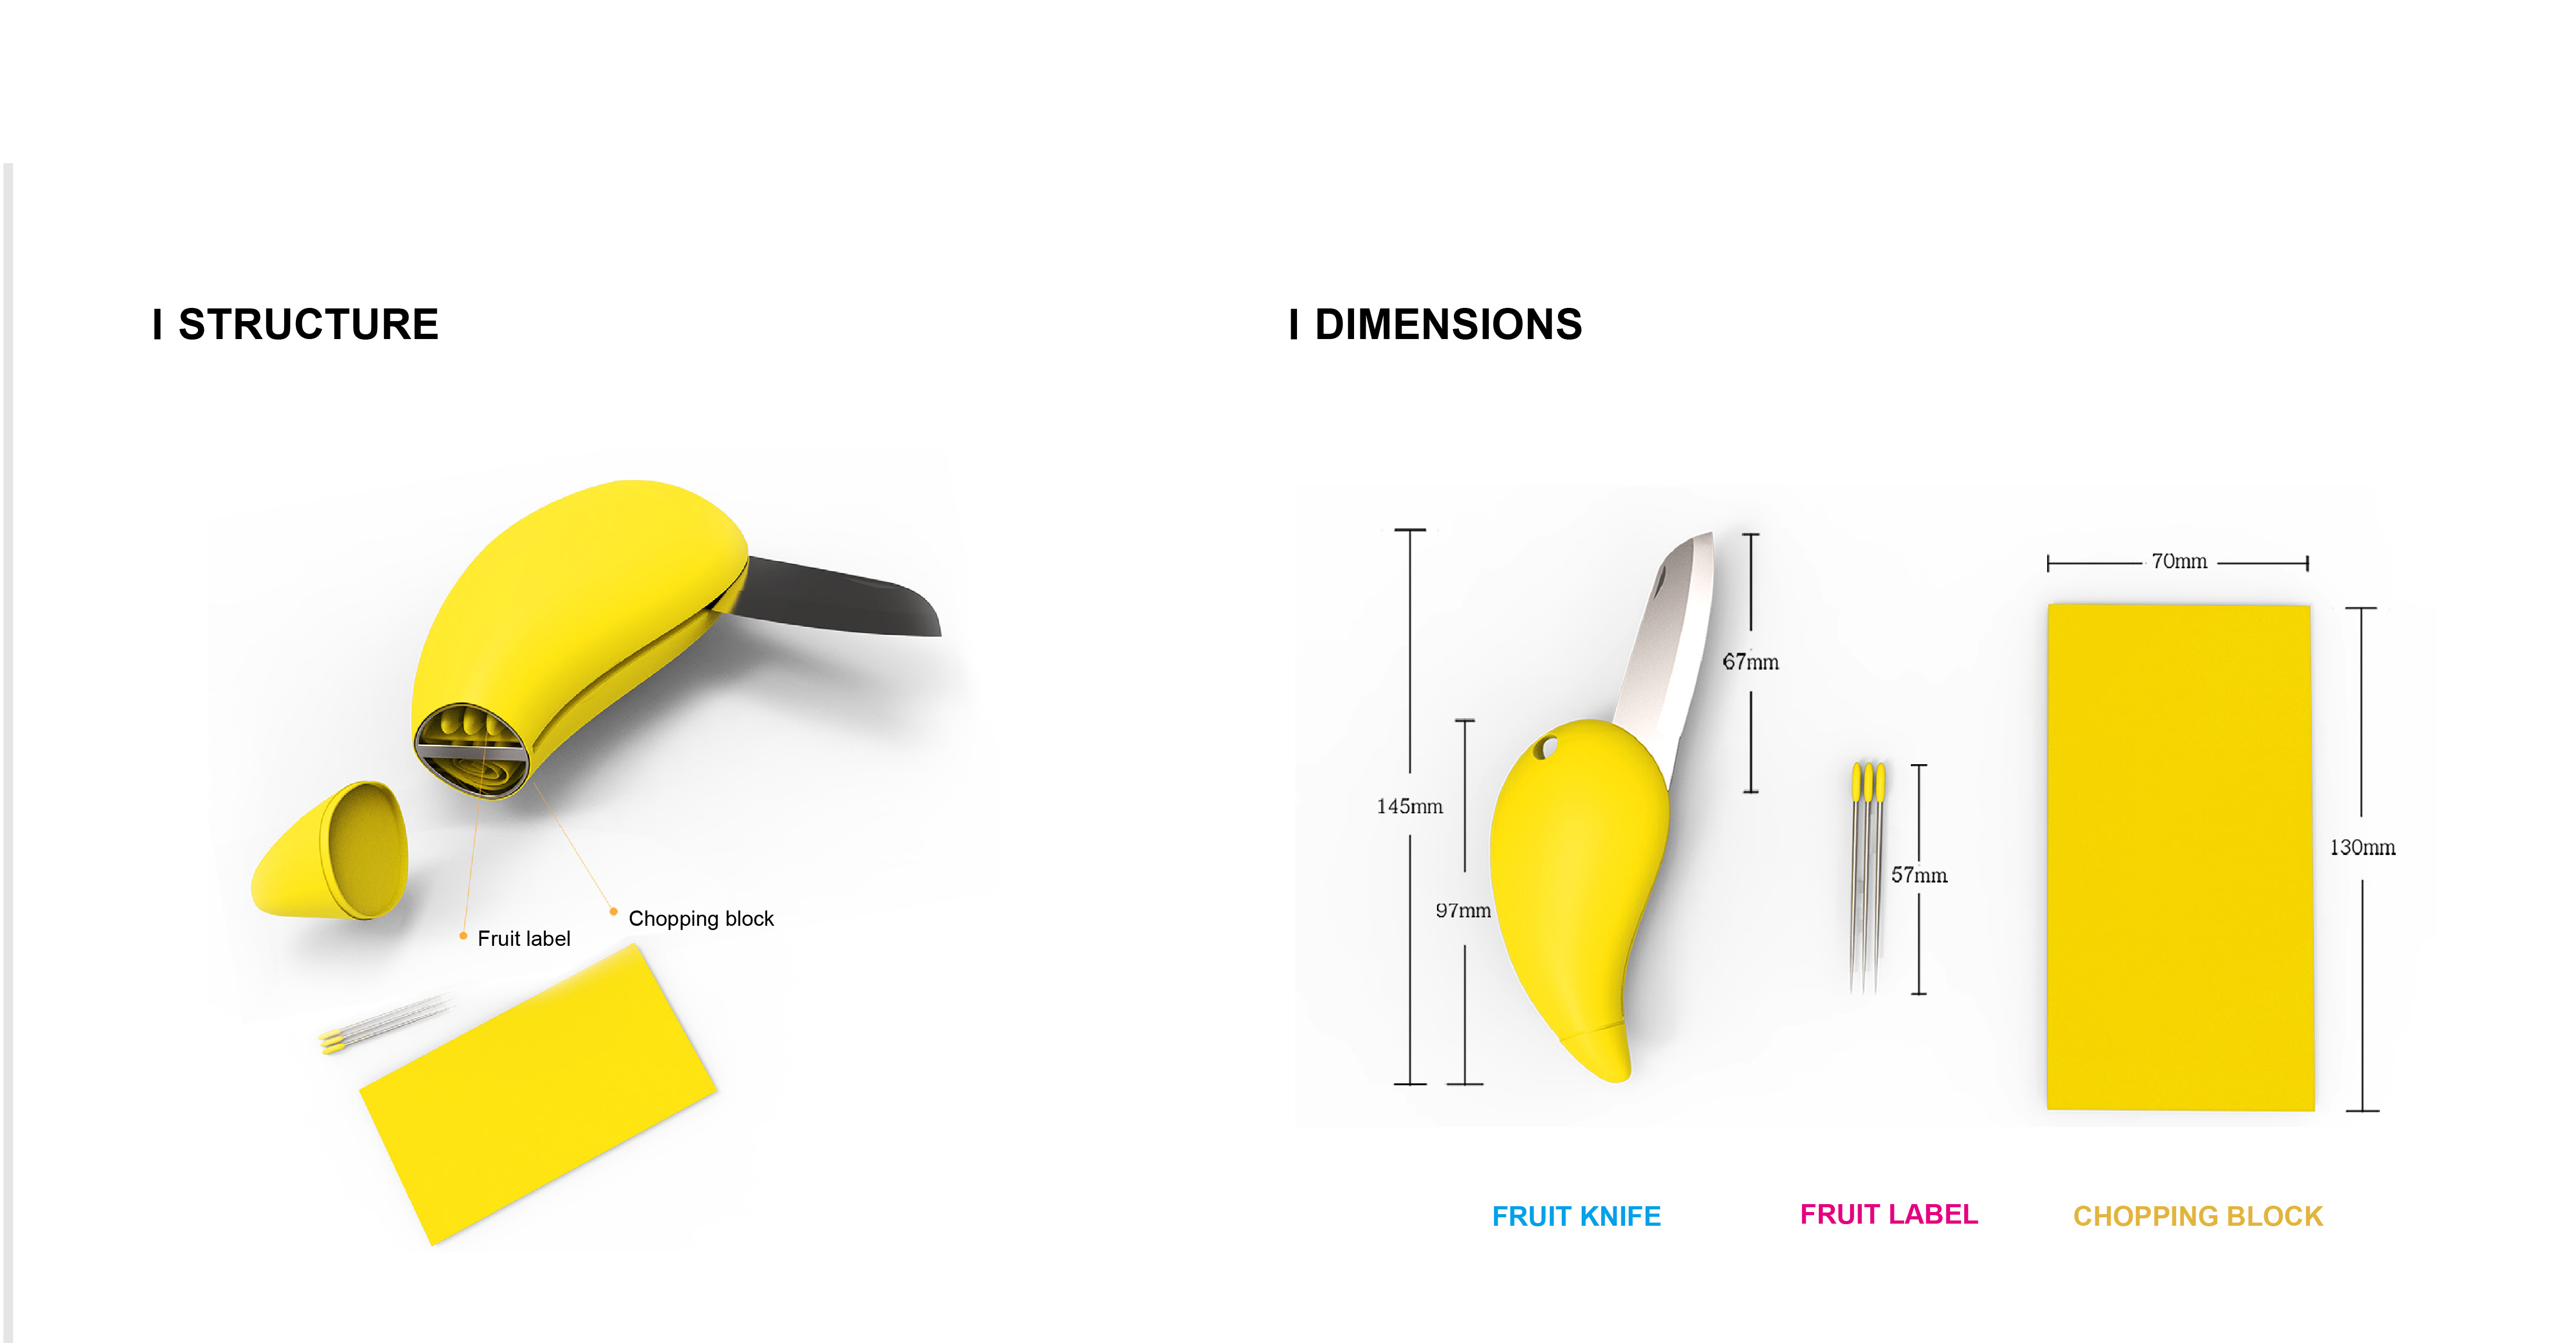 I STRUCTURE
Fruit label
Chopping block
I DIMENSIONS
145mm
97mm
67mm
57mm
70mm
130mm
FRUIT KNIFE
FRUIT LABEL
CHOPPING BLOCK